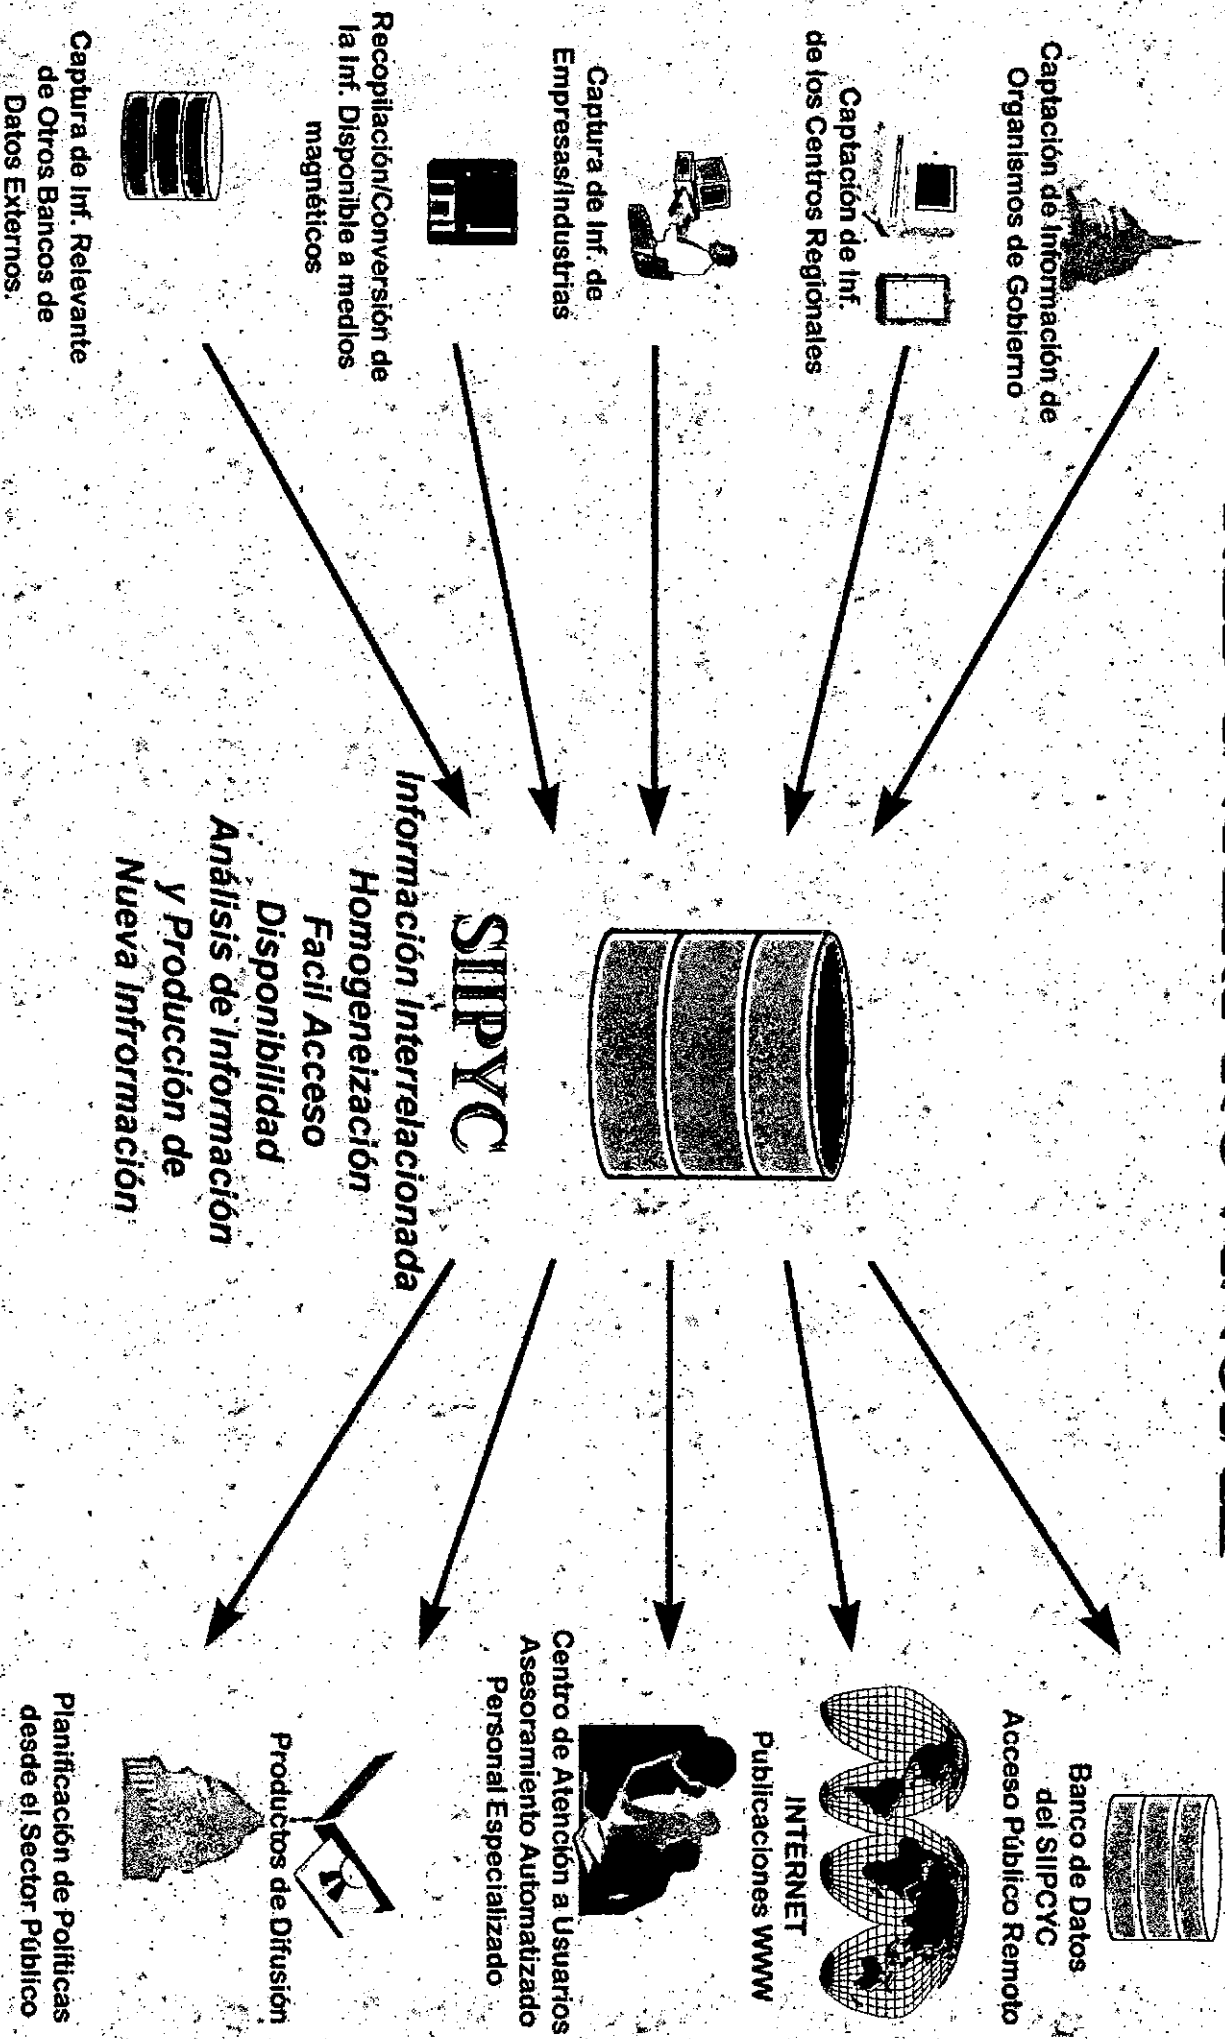 Captación de Información de
Organismos de Gobierno
Captación de Inf.
de los Centros Regionales
Captura de Inf. de
Empresas/Industrias
Recopilación/Conversión de
la Inf. Disponible a medios
magnéticos
Captura de Inf. Relevante
de Otros Bancos de
Datos Externos.
SIIPYC
Información Interrelacionada
Homogeneización
Facil Acceso
Disponibilidad
Análisis de Información
y Producción de
Nueva Infromación
Banco de Datos
del SIIPCYC
Acceso Público Remoto
INTERNET
Publicaciones WWW
Centro de Atención a Usuarios
Asesoramiento Automatizado
Personal Especializado
Productos de Difusión
Planificación de Políticas
desde el Sector Público